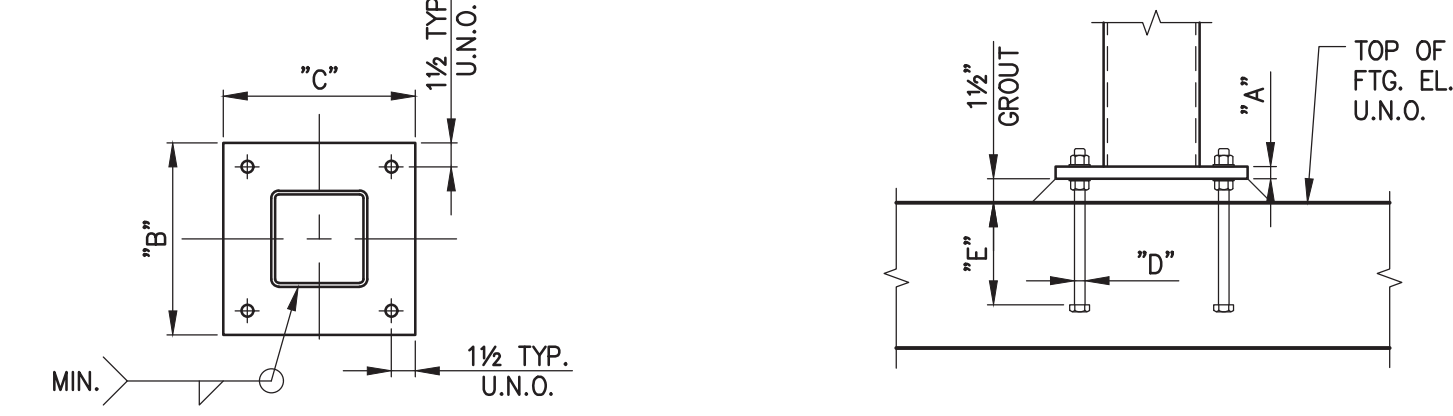 1½ TYP.
U.N.O.
"C"
"B"
1½ TYP.
U.N.O.
MIN.
1½"
GROUT
"A"
TOP OF
FTG. EL.
U.N.O.
"E"
"D"